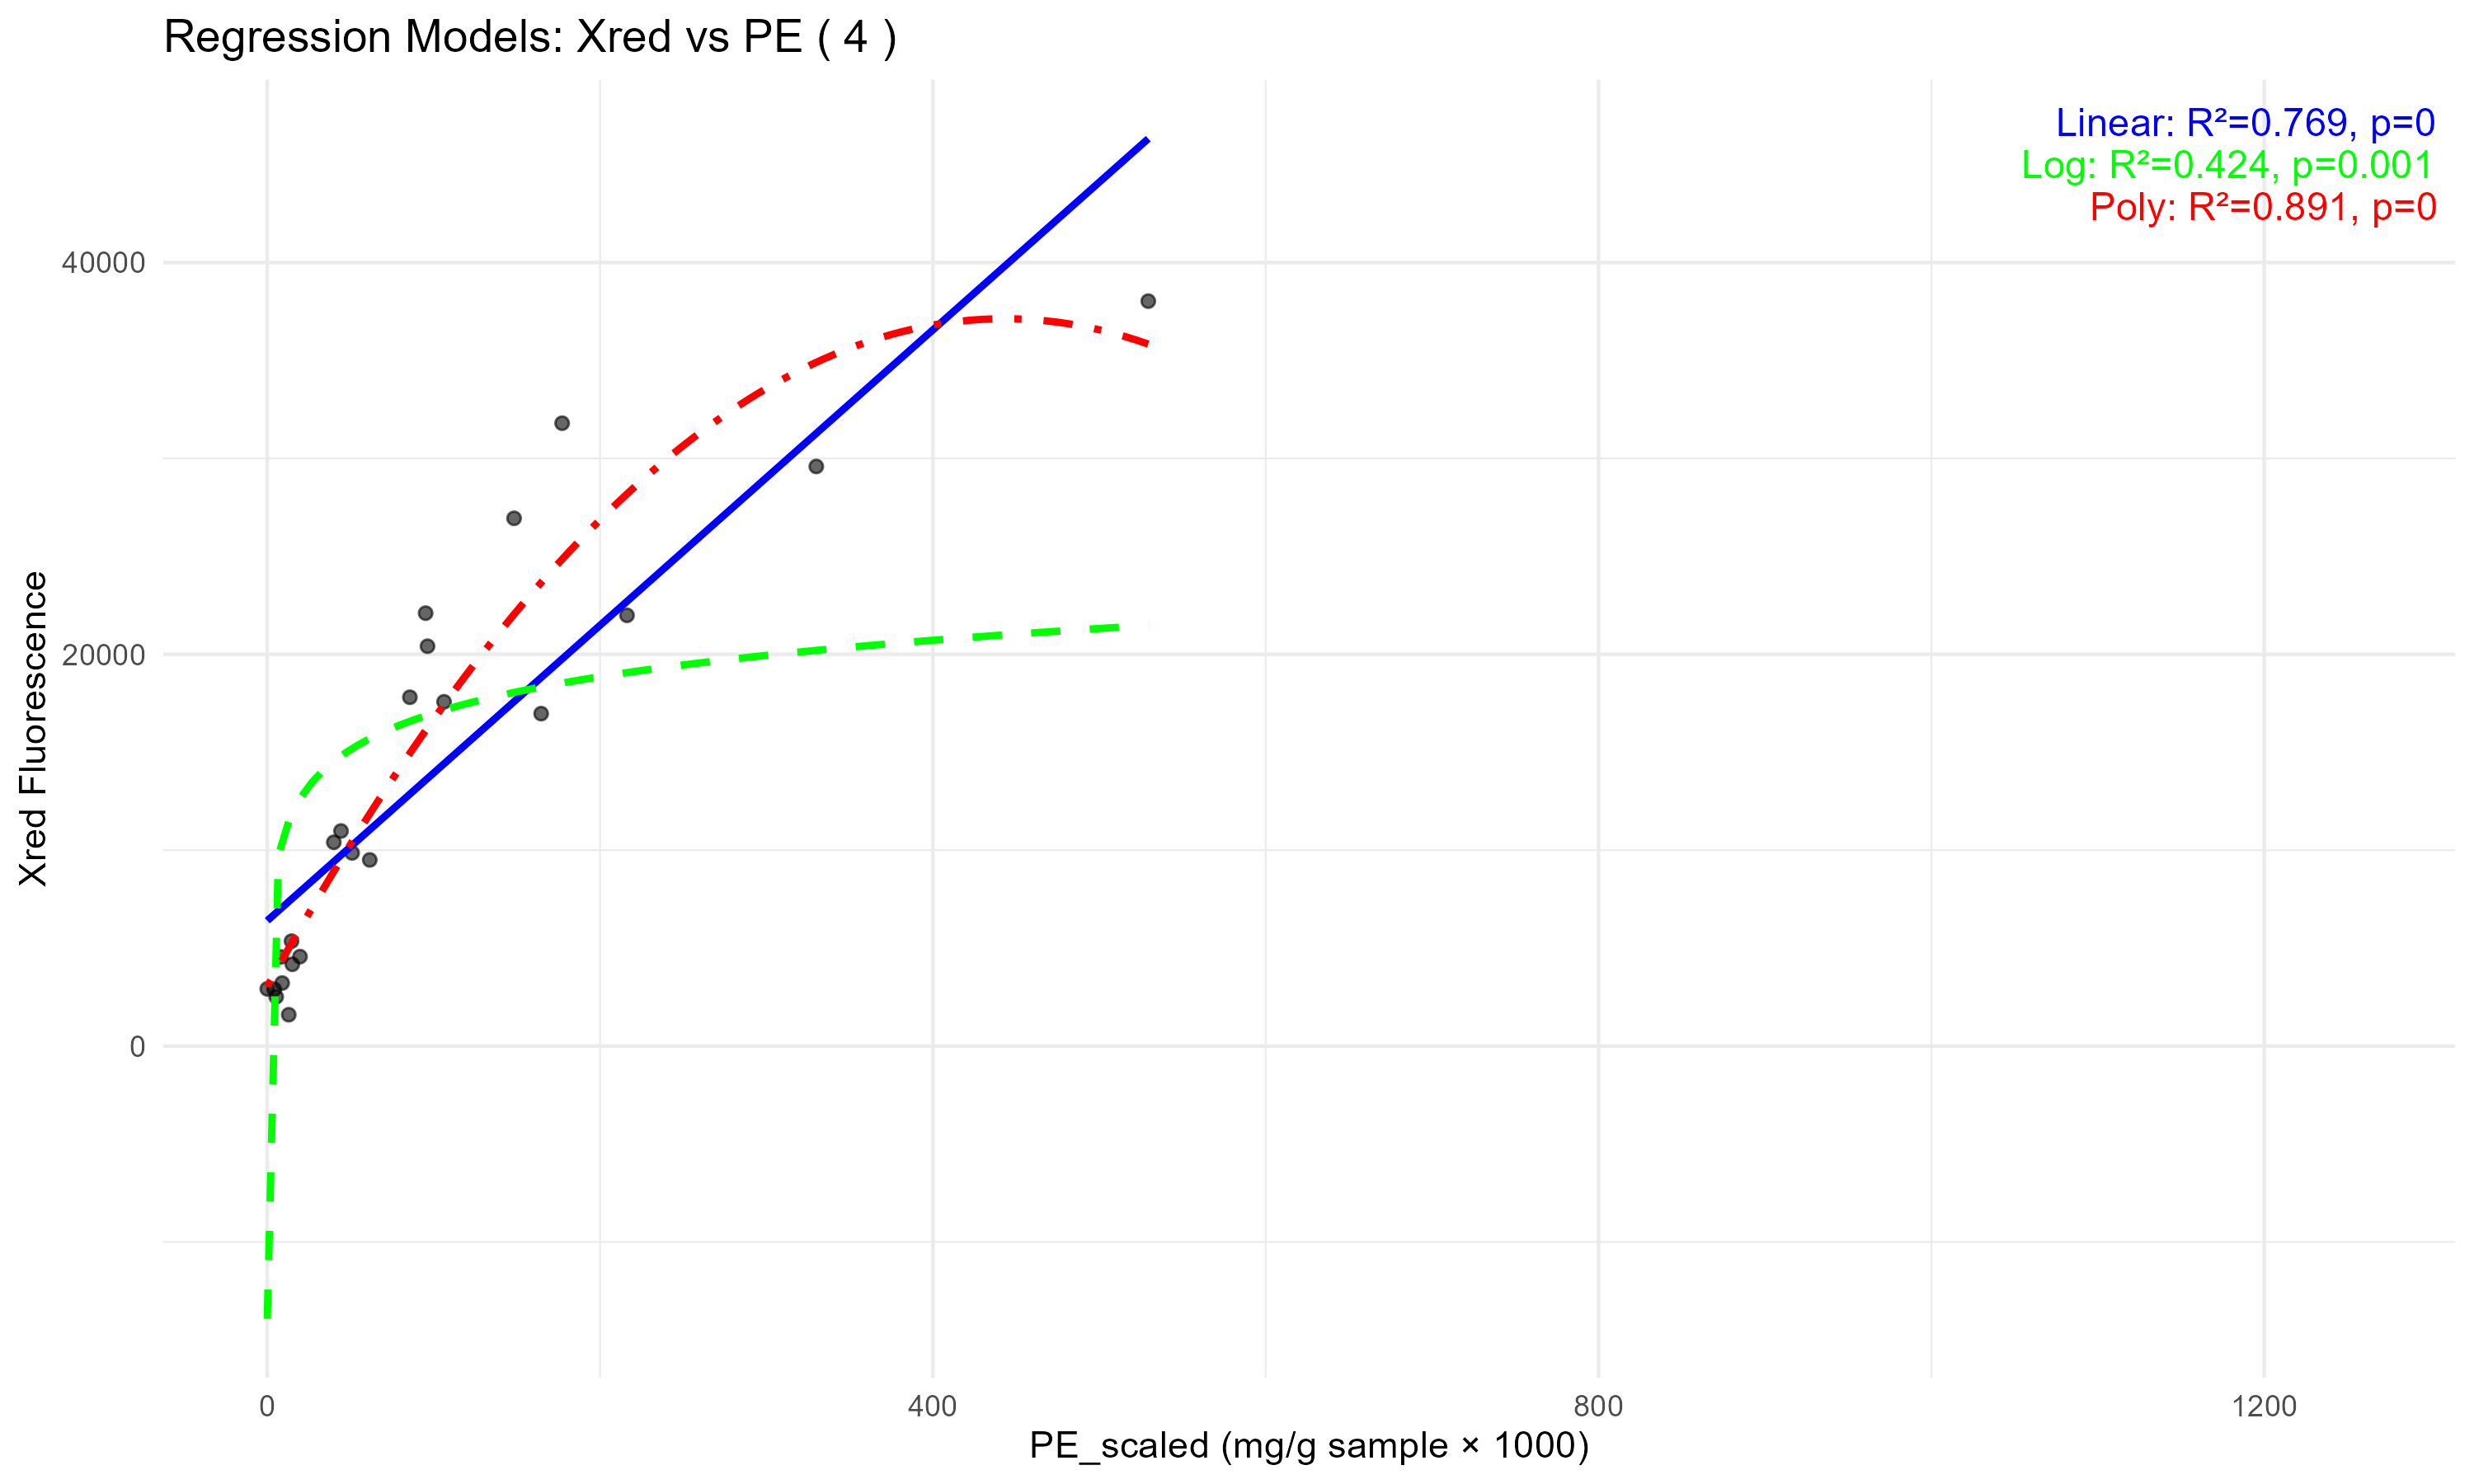 Regression Models: Xred vs PE ( 4 )
Linear: R²=0.769, p=0
Log: R²=0.424, p=0.001
Poly: R²=0.891, p=0
40000
20000
0
Xred Fluorescence
0
400
800
1200
PE_scaled (mg/g sample × 1000)